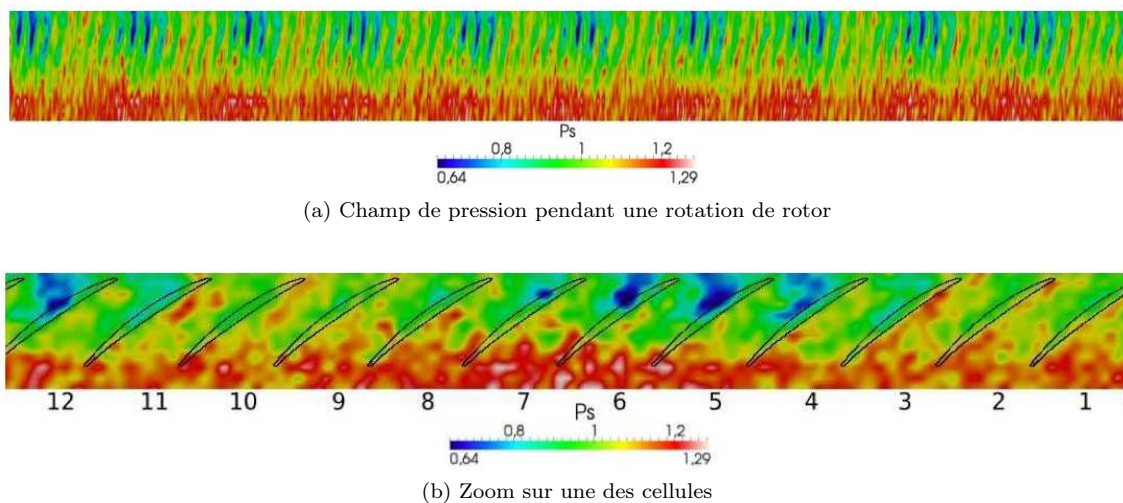 Ps
0,8 1 1,2
0,64 1,29
(a) Champ de pression pendant une rotation de rotor
12 11 10 9 8 7 6 5 4 3 2 1
Ps
0,8 1 1,2
0,64 1,29
(b) Zoom sur une des cellules